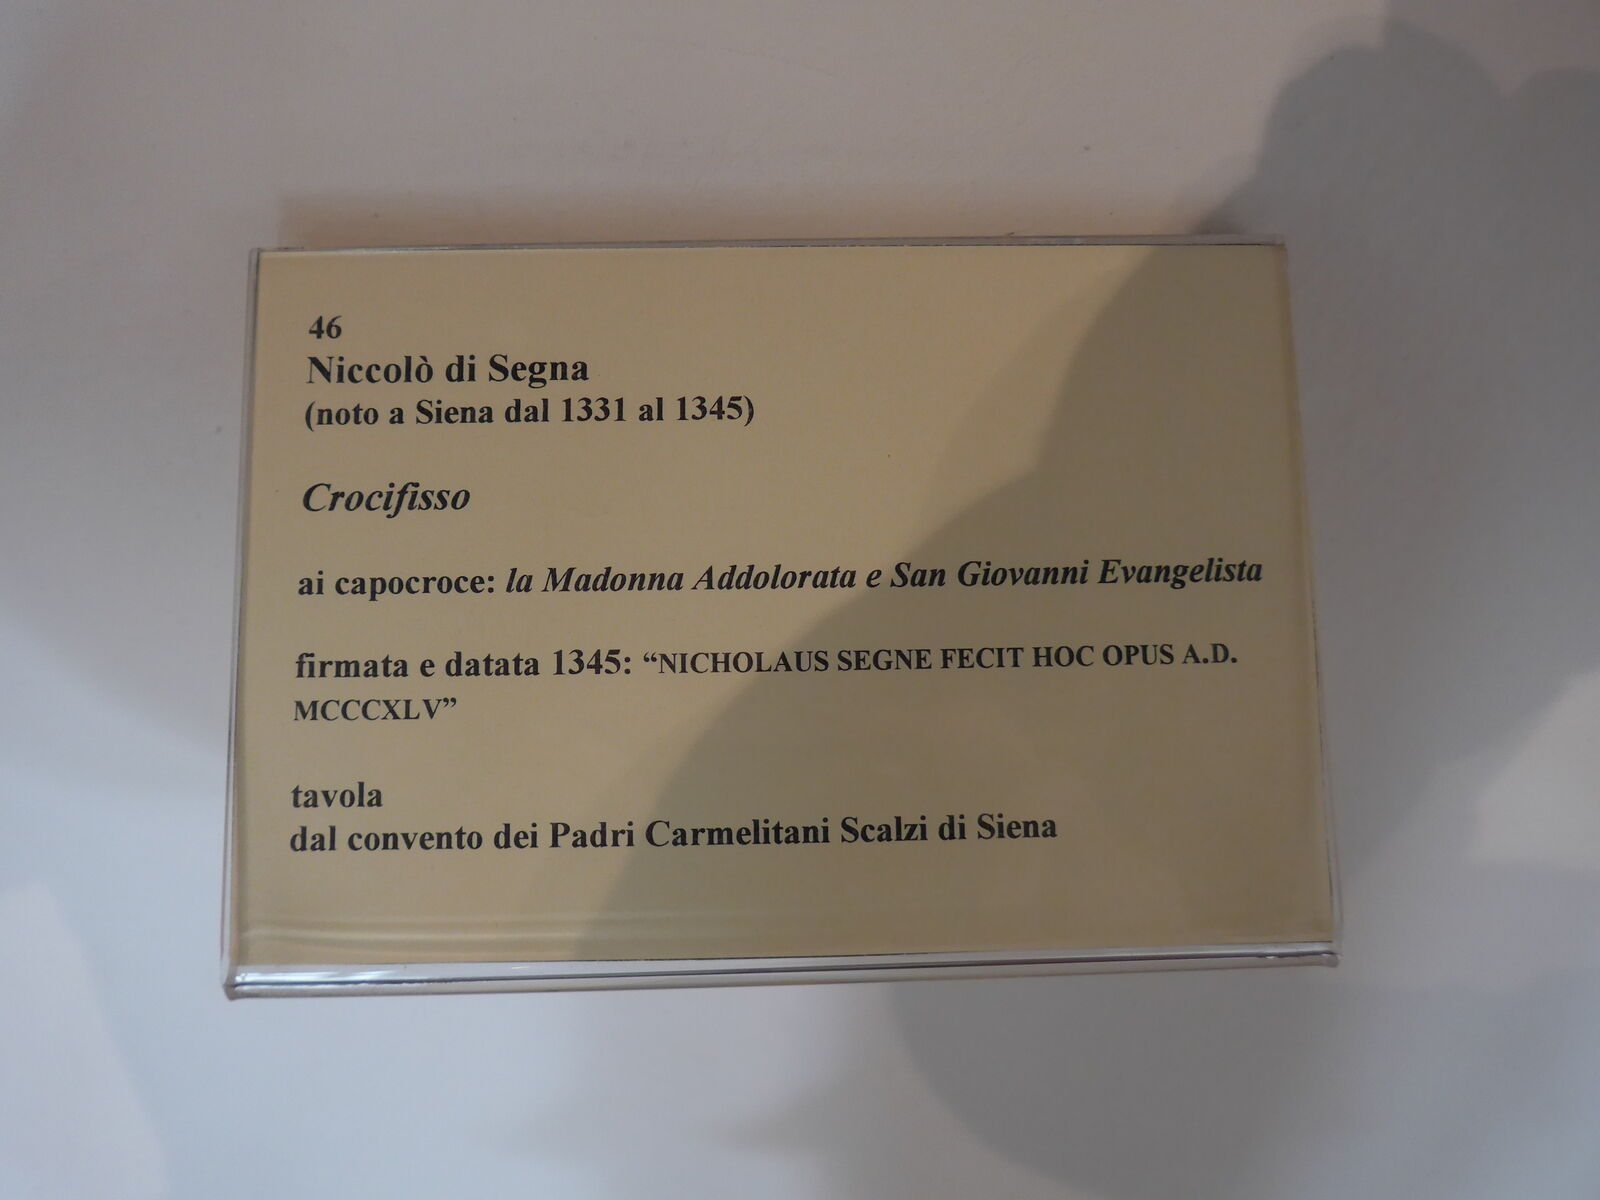 46
Niccolò di Segna
(noto a Siena dal 1331 al 1345)
Crocifisso
ai capocroce: la Madonna Addolorata e San Giovanni Evangelista
firmata e datata 1345: “NICHOLAUS SEGNE FECIT HOC OPUS A.D.
MCCCXLV”
tavola
dal convento dei Padri Carmelitani Scalzi di Siena